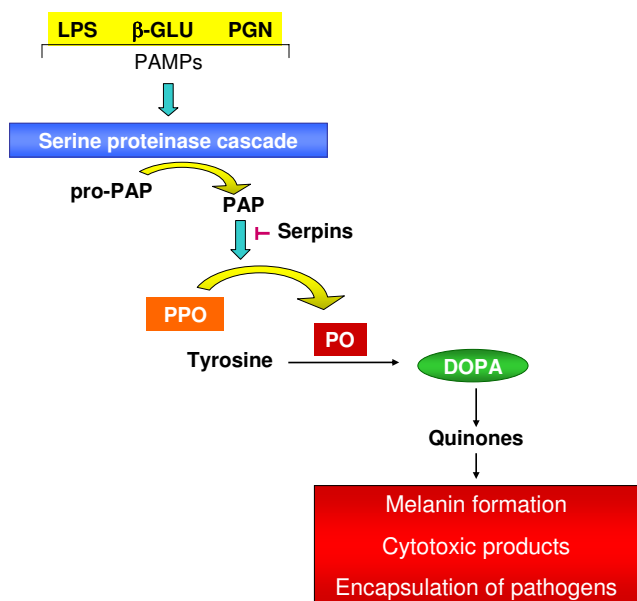 LPS β-GLU PGN
PAMPs
Serine proteinase cascade
pro-PAP
PAP
Serpins
PPO
PO
Tyrosine
DOPA
Quinones
Melanin formation
Cytotoxic products
Encapsulation of pathogens